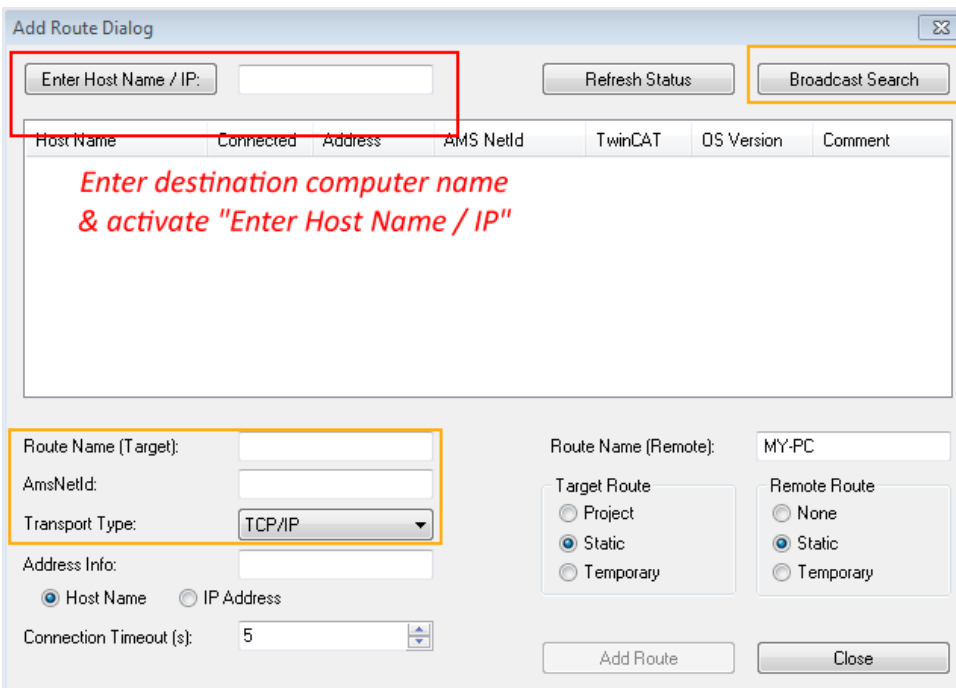 Add Route Dialog
Enter Host Name / IP: Refresh Status Broadcast Search
Host Name Connected Address AMS NetId TwinCAT OS Version Comment
Enter destination computer name
& activate "Enter Host Name / IP"
Route Name (Target): Route Name (Remote): MY-PC
AmsNetId: Target Route Remote Route
Transport Type: TCP/IP Project None
Address Info: Static Static
Host Name IP Address Temporary Temporary
Connection Timeout (s): 5
Add Route Close